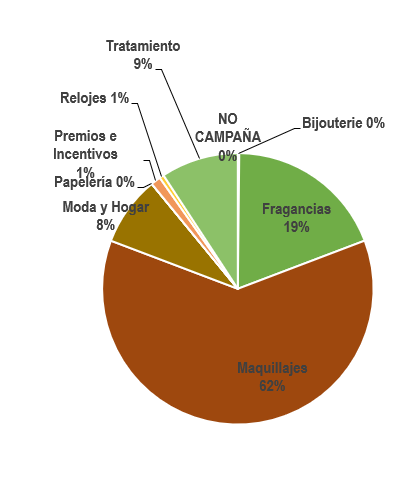 Tratamiento
9%
Relojes 1%
NO
CAMPAÑA
0%
Bijouterie 0%
Premios e
Incentivos
1%
Papelería 0%
Moda y Hogar
8%
Fragancias
19%
Maquillajes
62%